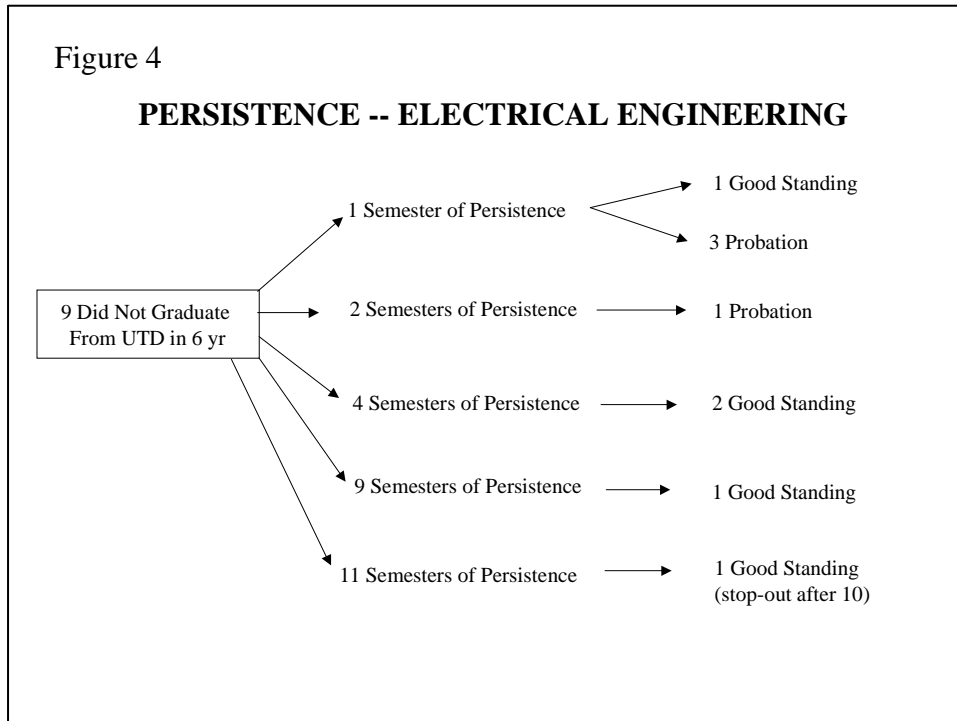 Figure 4
PERSISTENCE -- ELECTRICAL ENGINEERING
9 Did Not Graduate
From UTD in 6 yr
1 Semester of Persistence
1 Good Standing
3 Probation
2 Semesters of Persistence
1 Probation
4 Semesters of Persistence
2 Good Standing
9 Semesters of Persistence
1 Good Standing
11 Semesters of Persistence
1 Good Standing
(stop-out after 10)